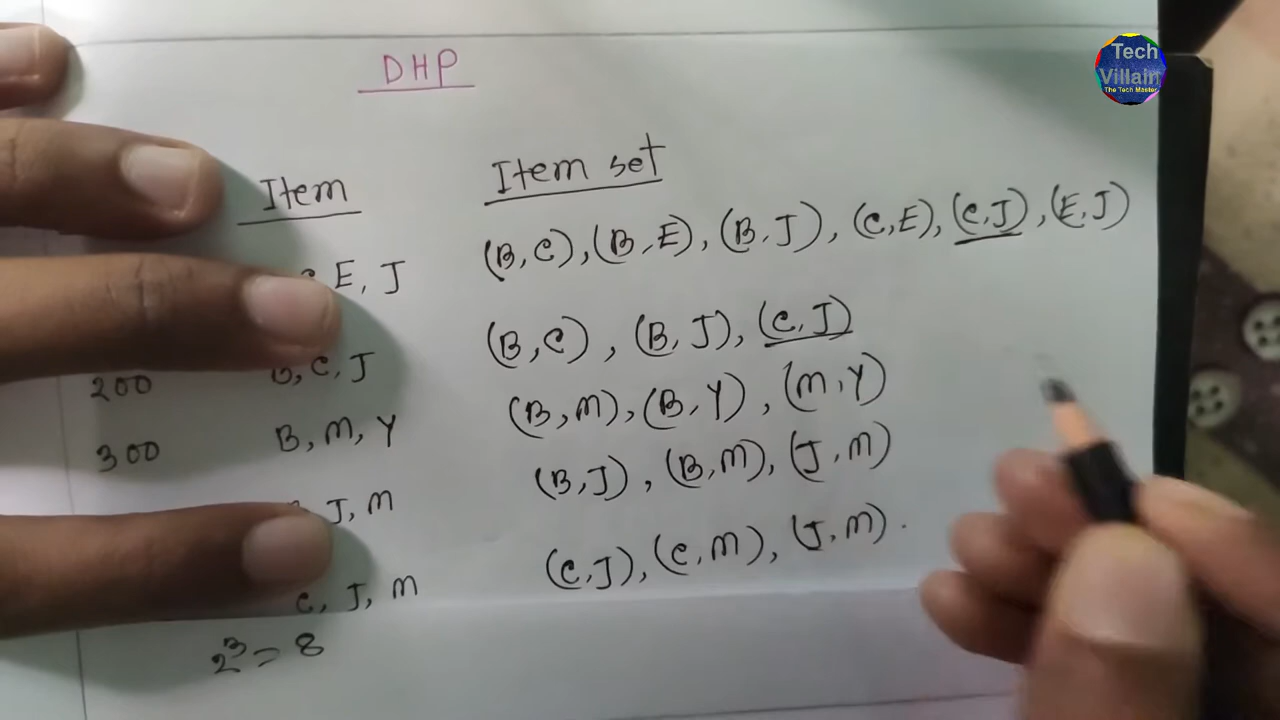 Tech
Villain
The Tech Master
DHP
Item Item set
E, J (B,C),(B,E),(B,J),(C,E),(C,J),(E,J)
200 B,C,J (B,C),(B,J),(C,J)
300 B,M,Y (B,M),(B,Y),(M,Y)
J,M (B,J),(B,M),(J,M)
C,J,M (C,J),(C,M),(J,M).
2³=8